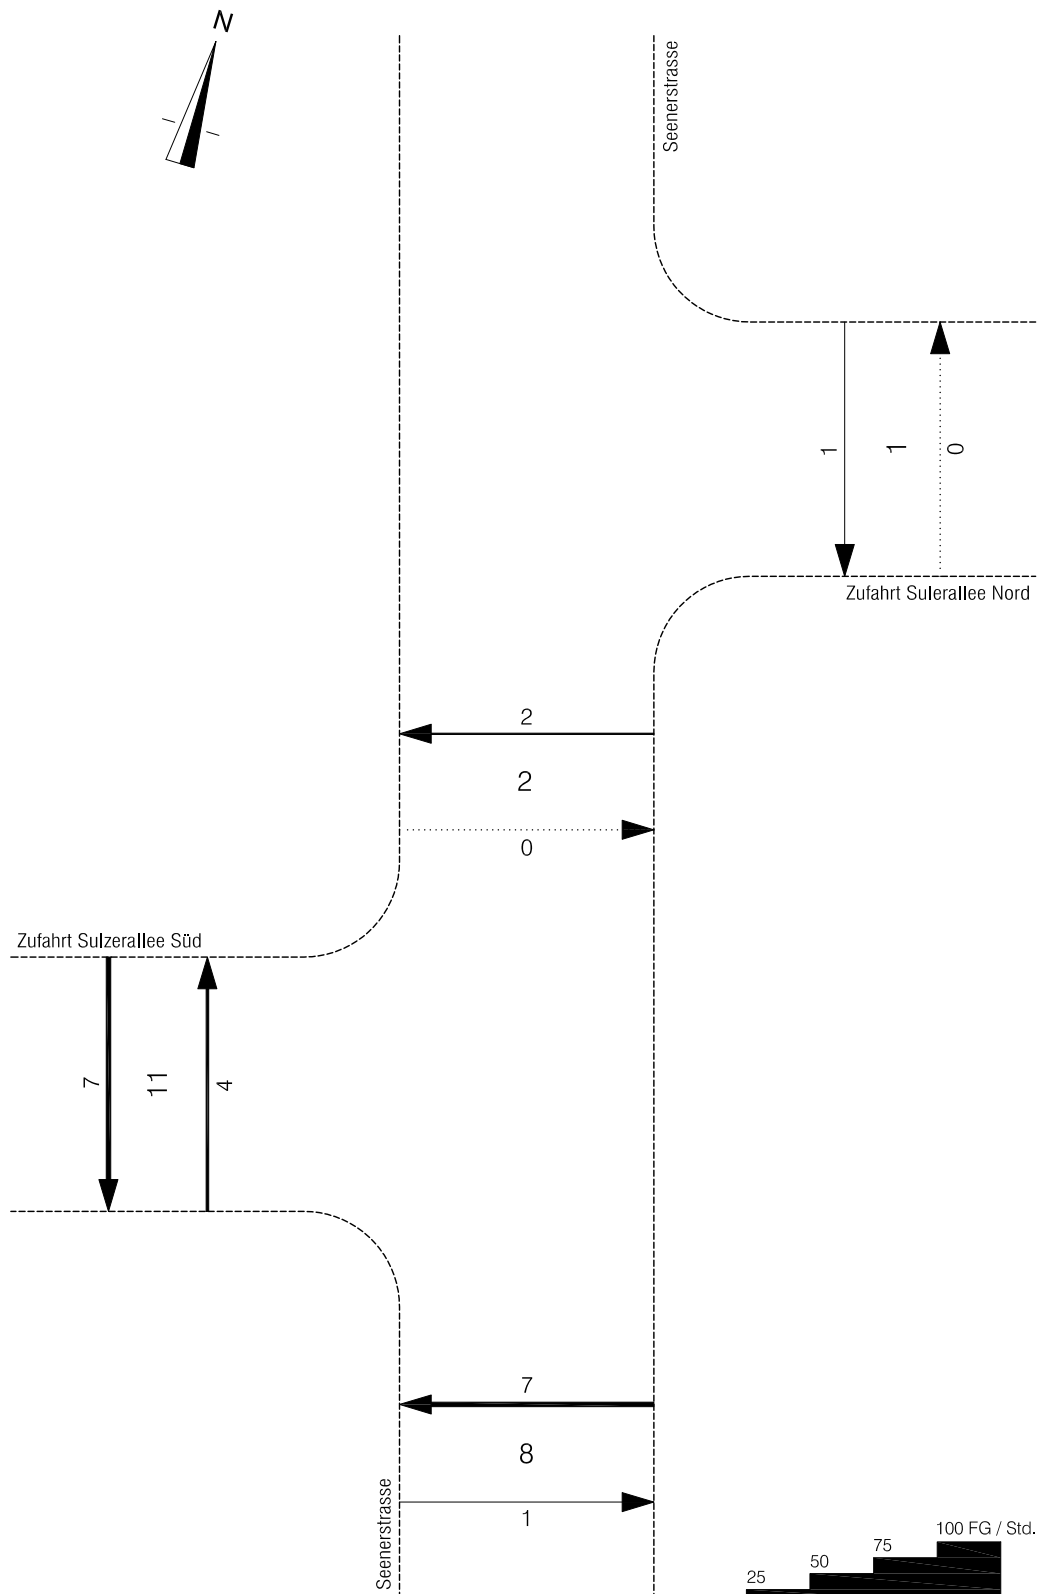 N
Seenerstrasse
1
1
0
Zufahrt Sulerallee Nord
2
2
0
Zufahrt Sulzerallee Süd
7
11
4
7
8
1
Seenerstrasse
25
50
75
100 FG / Std.